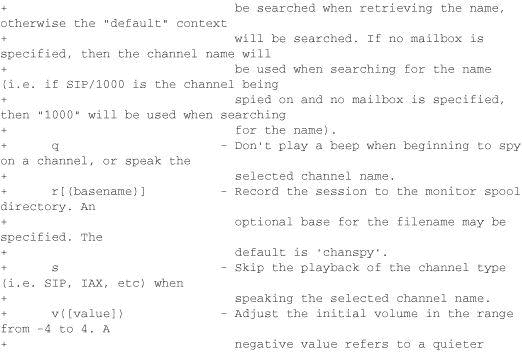 +                              be searched when retrieving the name,
otherwise the "default" context
+                              will be searched. If no mailbox is
specified, then the channel name will
+                              be used when searching for the name
(i.e. if SIP/1000 is the channel being
+                              spied on and no mailbox is specified,
then "1000" will be used when searching
+                              for the name).
+     q                      - Don't play a beep when beginning to spy
on a channel, or speak the
+                              selected channel name.
+     r[(basename)]          - Record the session to the monitor spool
directory. An
+                              optional base for the filename may be
specified. The
+                              default is 'chanspy'.
+     s                      - Skip the playback of the channel type
(i.e. SIP, IAX, etc) when
+                              speaking the selected channel name.
+     v([value])             - Adjust the initial volume in the range
from -4 to 4. A
+                              negative value refers to a quieter